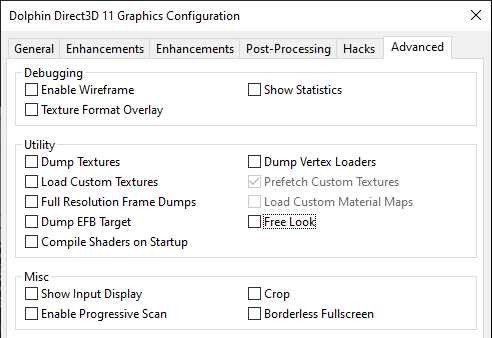 Dolphin Direct3D 11 Graphics Configuration
General Enhancements Enhancements Post-Processing Hacks Advanced
Debugging
Enable Wireframe Show Statistics
Texture Format Overlay
Utility
Dump Textures Dump Vertex Loaders
Load Custom Textures Prefetch Custom Textures
Full Resolution Frame Dumps Load Custom Material Maps
Dump EFB Target Free Look
Compile Shaders on Startup
Misc
Show Input Display Crop
Enable Progressive Scan Borderless Fullscreen